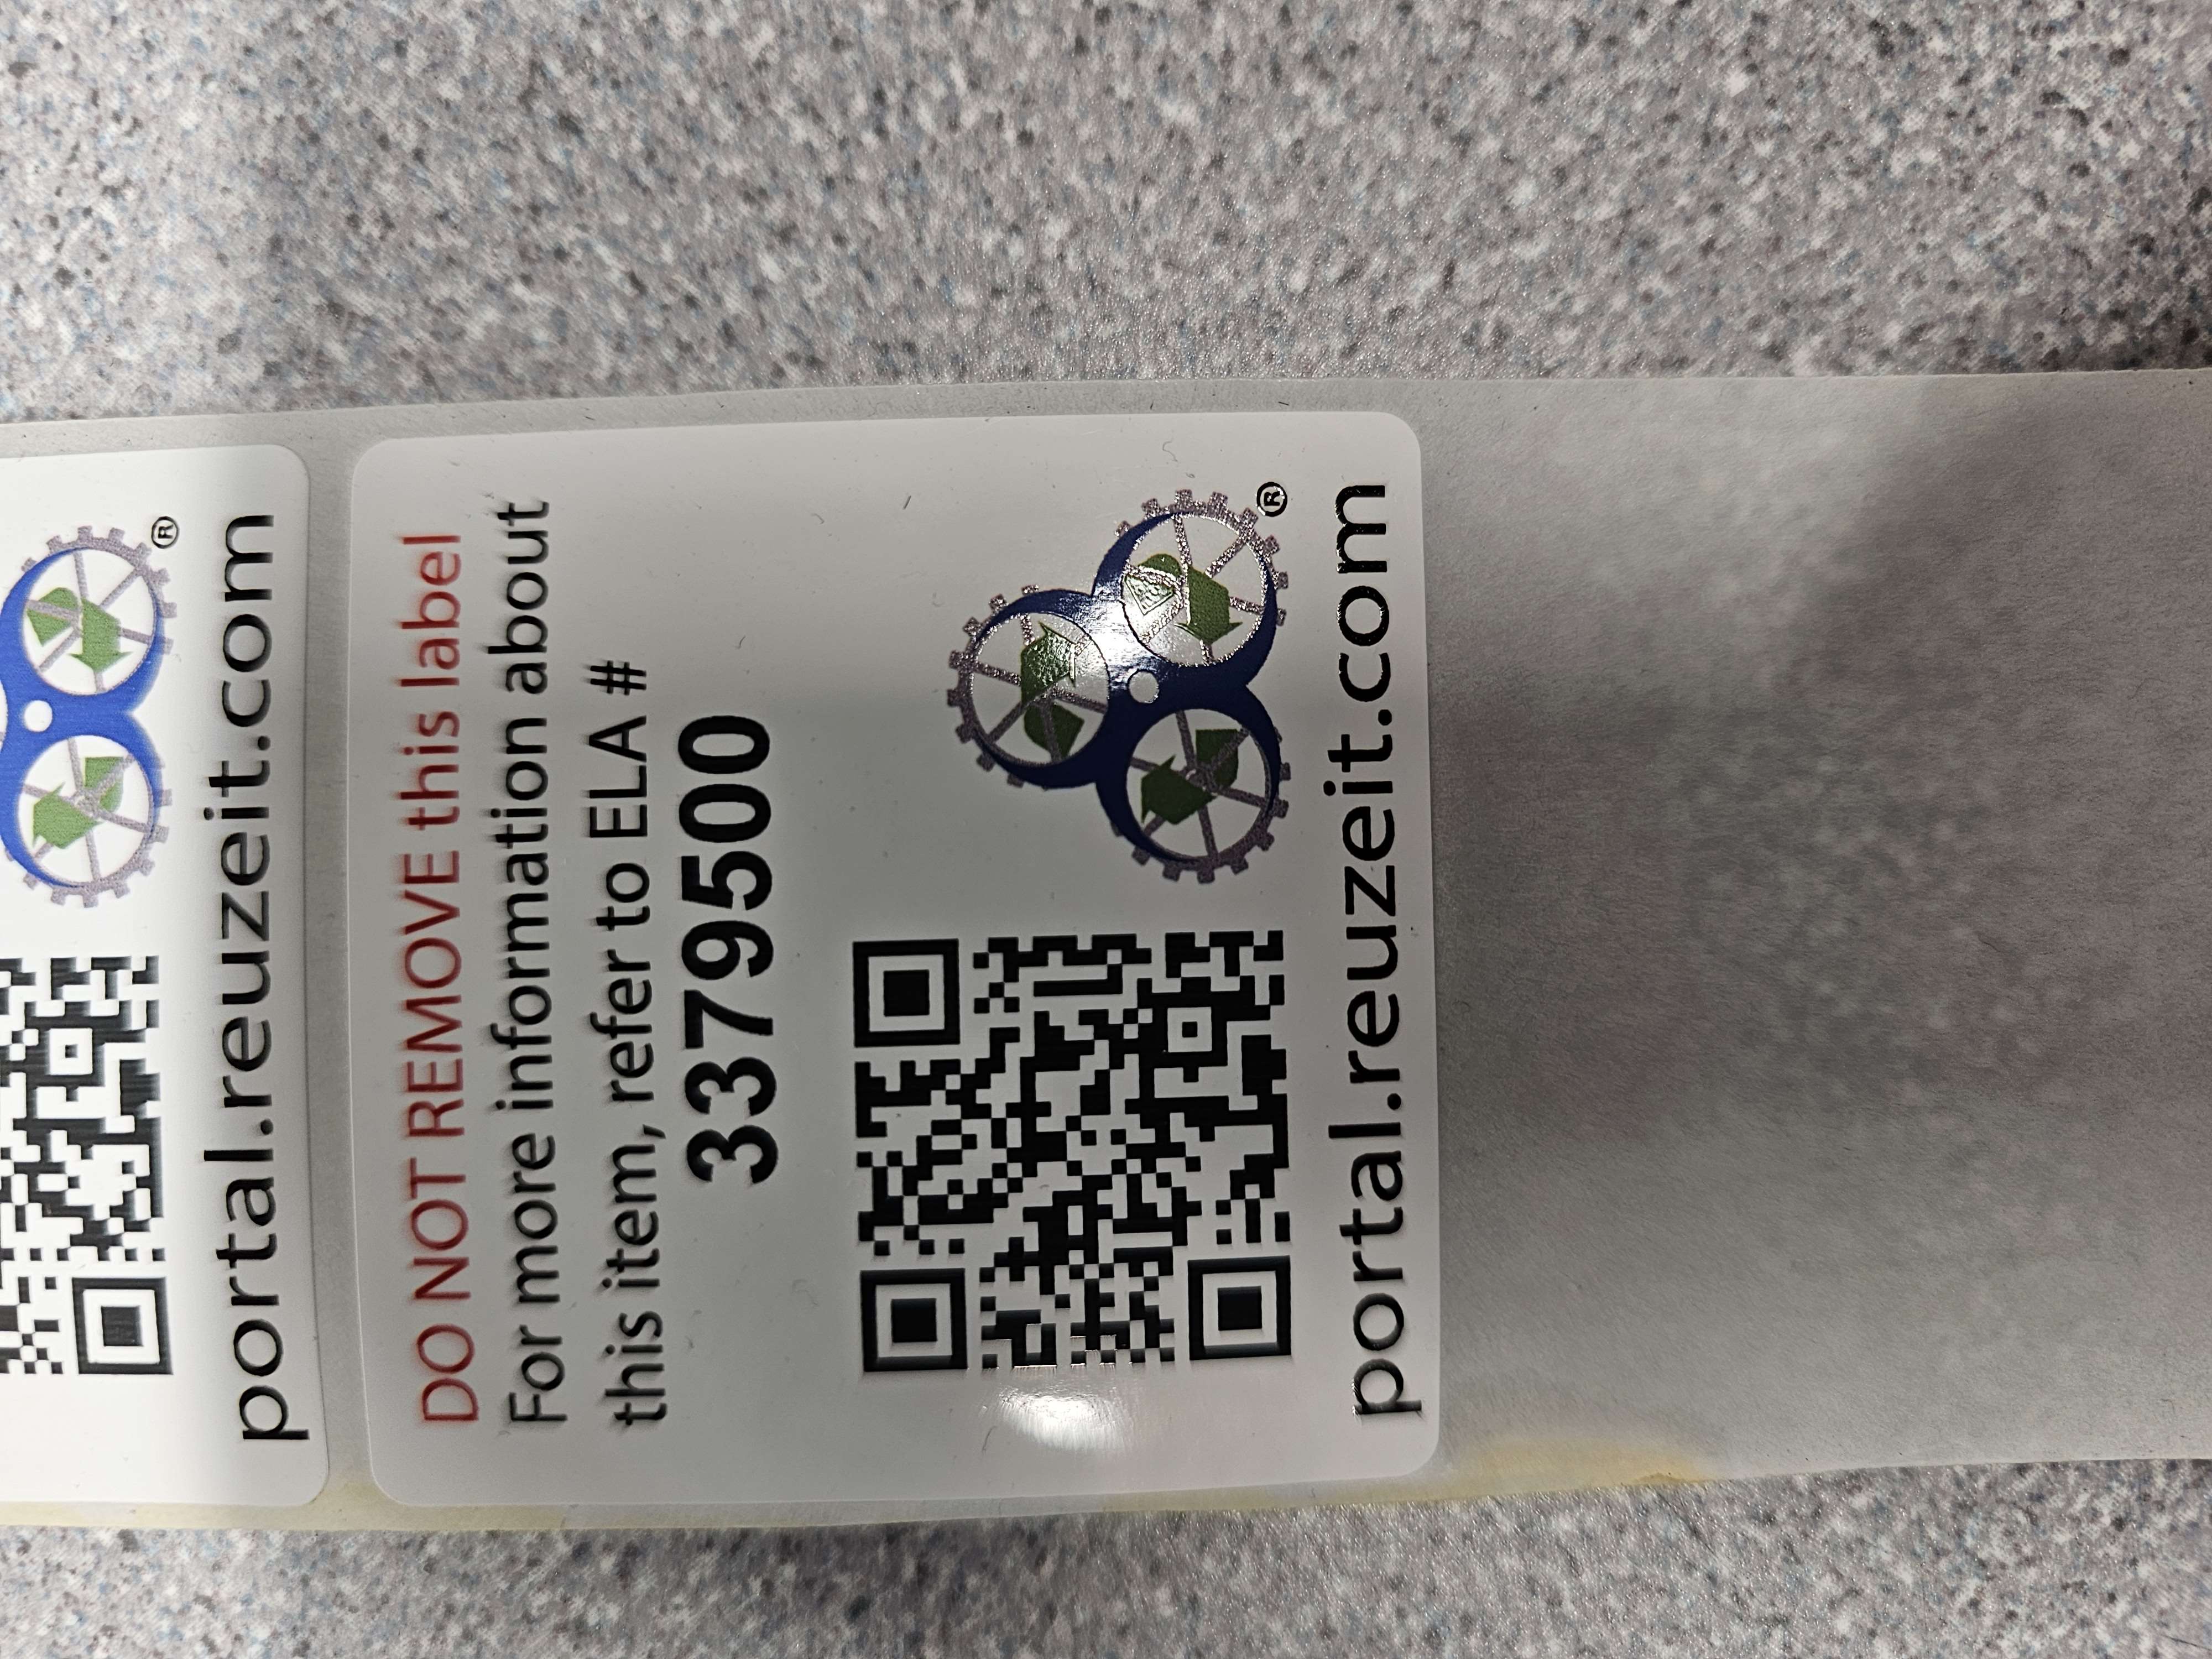 portal.reuzeit.com
®
DO NOT REMOVE this label
For more information about
this item, refer to ELA #
3379500
®
portal.reuzeit.com